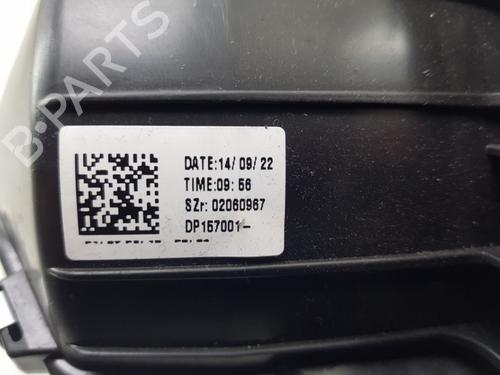 B-PARTS
DATE:14/ 09/ 22
TIME:09: 56
SZr: 02060967
DP157001-